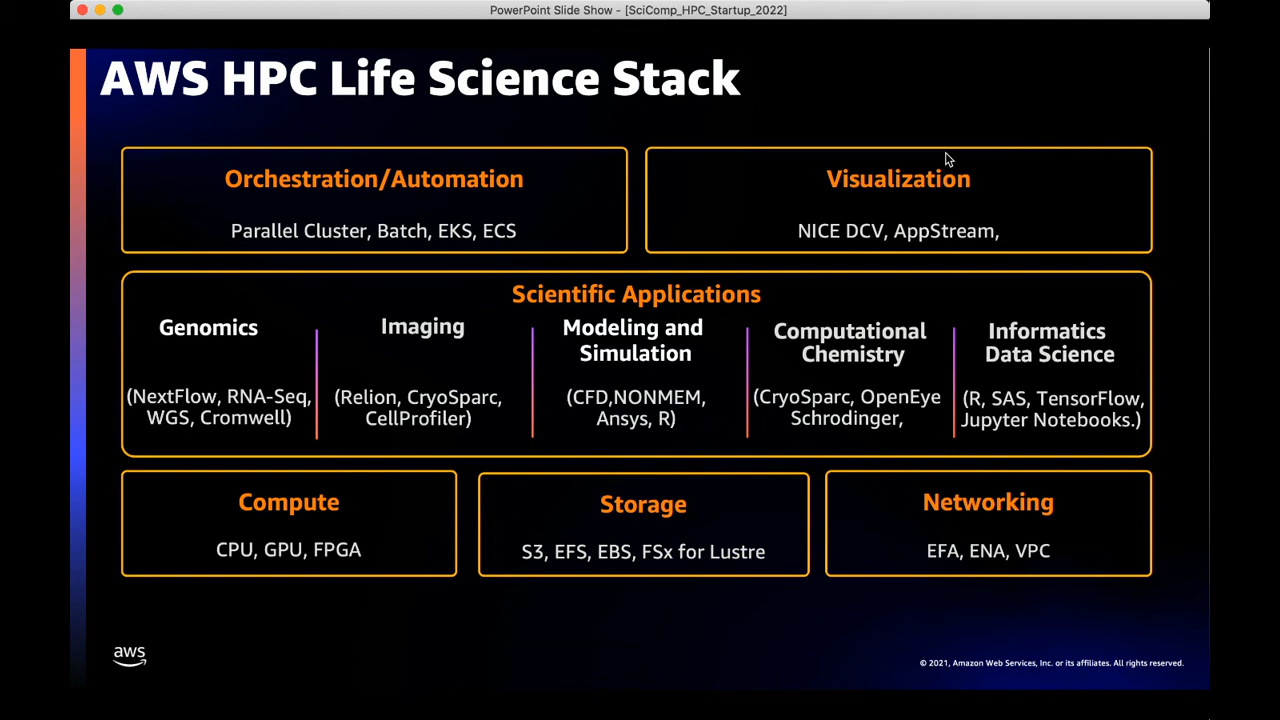 PowerPoint Slide Show - [SciComp_HPC_Startup_2022]
AWS HPC Life Science Stack
Orchestration/Automation
Parallel Cluster, Batch, EKS, ECS
Visualization
NICE DCV, AppStream,
Scientific Applications
Genomics
(NextFlow, RNA-Seq,
WGS, Cromwell)
Imaging
(Relion, CryoSparc,
CellProfiler)
Modeling and
Simulation
(CFD,NONMEM,
Ansys, R)
Computational
Chemistry
(CryoSparc, OpenEye
Schrodinger,
Informatics
Data Science
(R, SAS, TensorFlow,
Jupyter Notebooks.)
Compute
CPU, GPU, FPGA
Storage
S3, EFS, EBS, FSx for Lustre
Networking
EFA, ENA, VPC
aws
© 2021, Amazon Web Services, Inc. or its affiliates. All rights reserved.